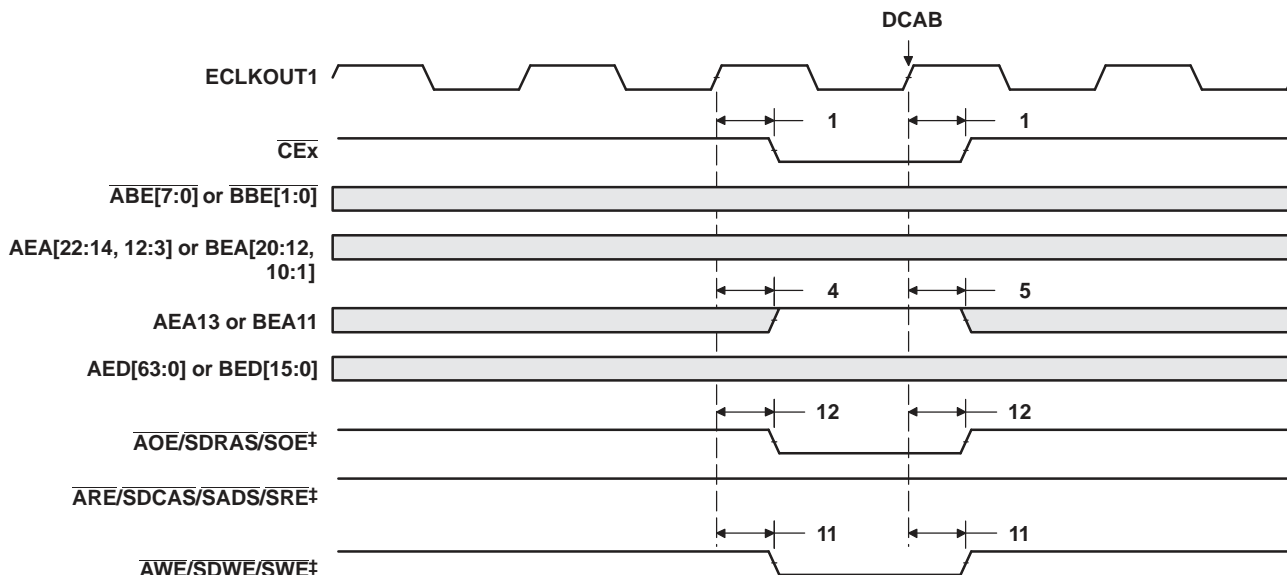 DCAB
ECLKOUT1
1 1
CEx
ABE[7:0] or BBE[1:0]
AEA[22:14, 12:3] or BEA[20:12,
10:1]
4 5
AEA13 or BEA11
AED[63:0] or BED[15:0]
12 12
AOE/SDRAS/SOE‡
ARE/SDCAS/SADS/SRE‡
11 11
AWE/SDWE/SWE‡